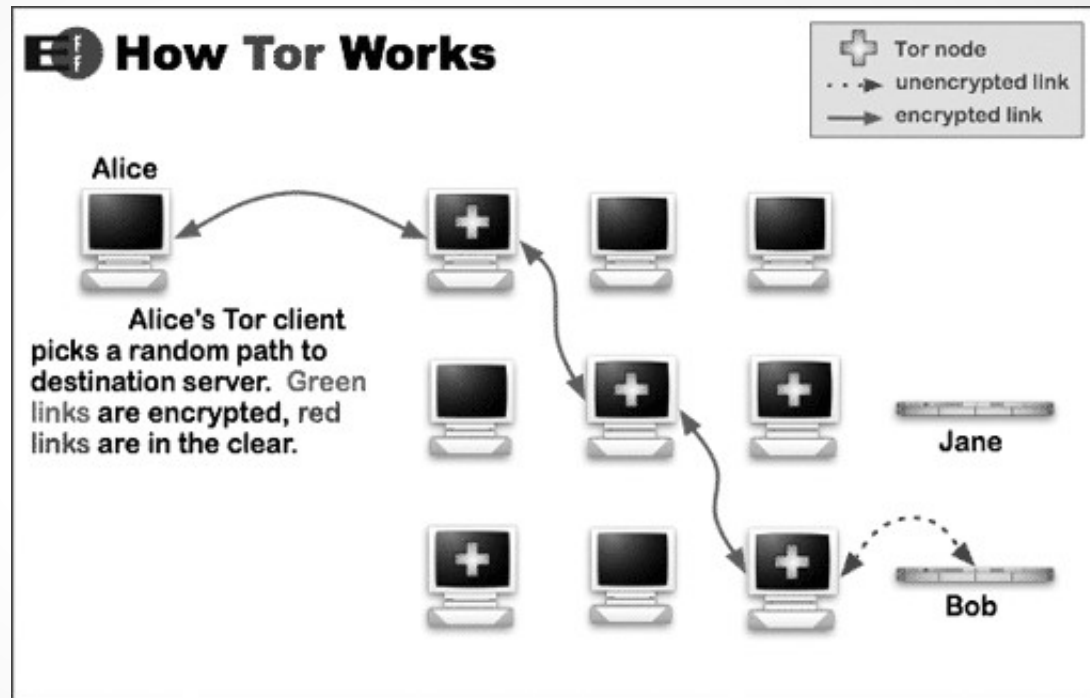 EFF How Tor Works
Tor node
unencrypted link
encrypted link
Alice
Alice's Tor client
picks a random path to
destination server. Green
links are encrypted, red
links are in the clear.
Jane
Bob